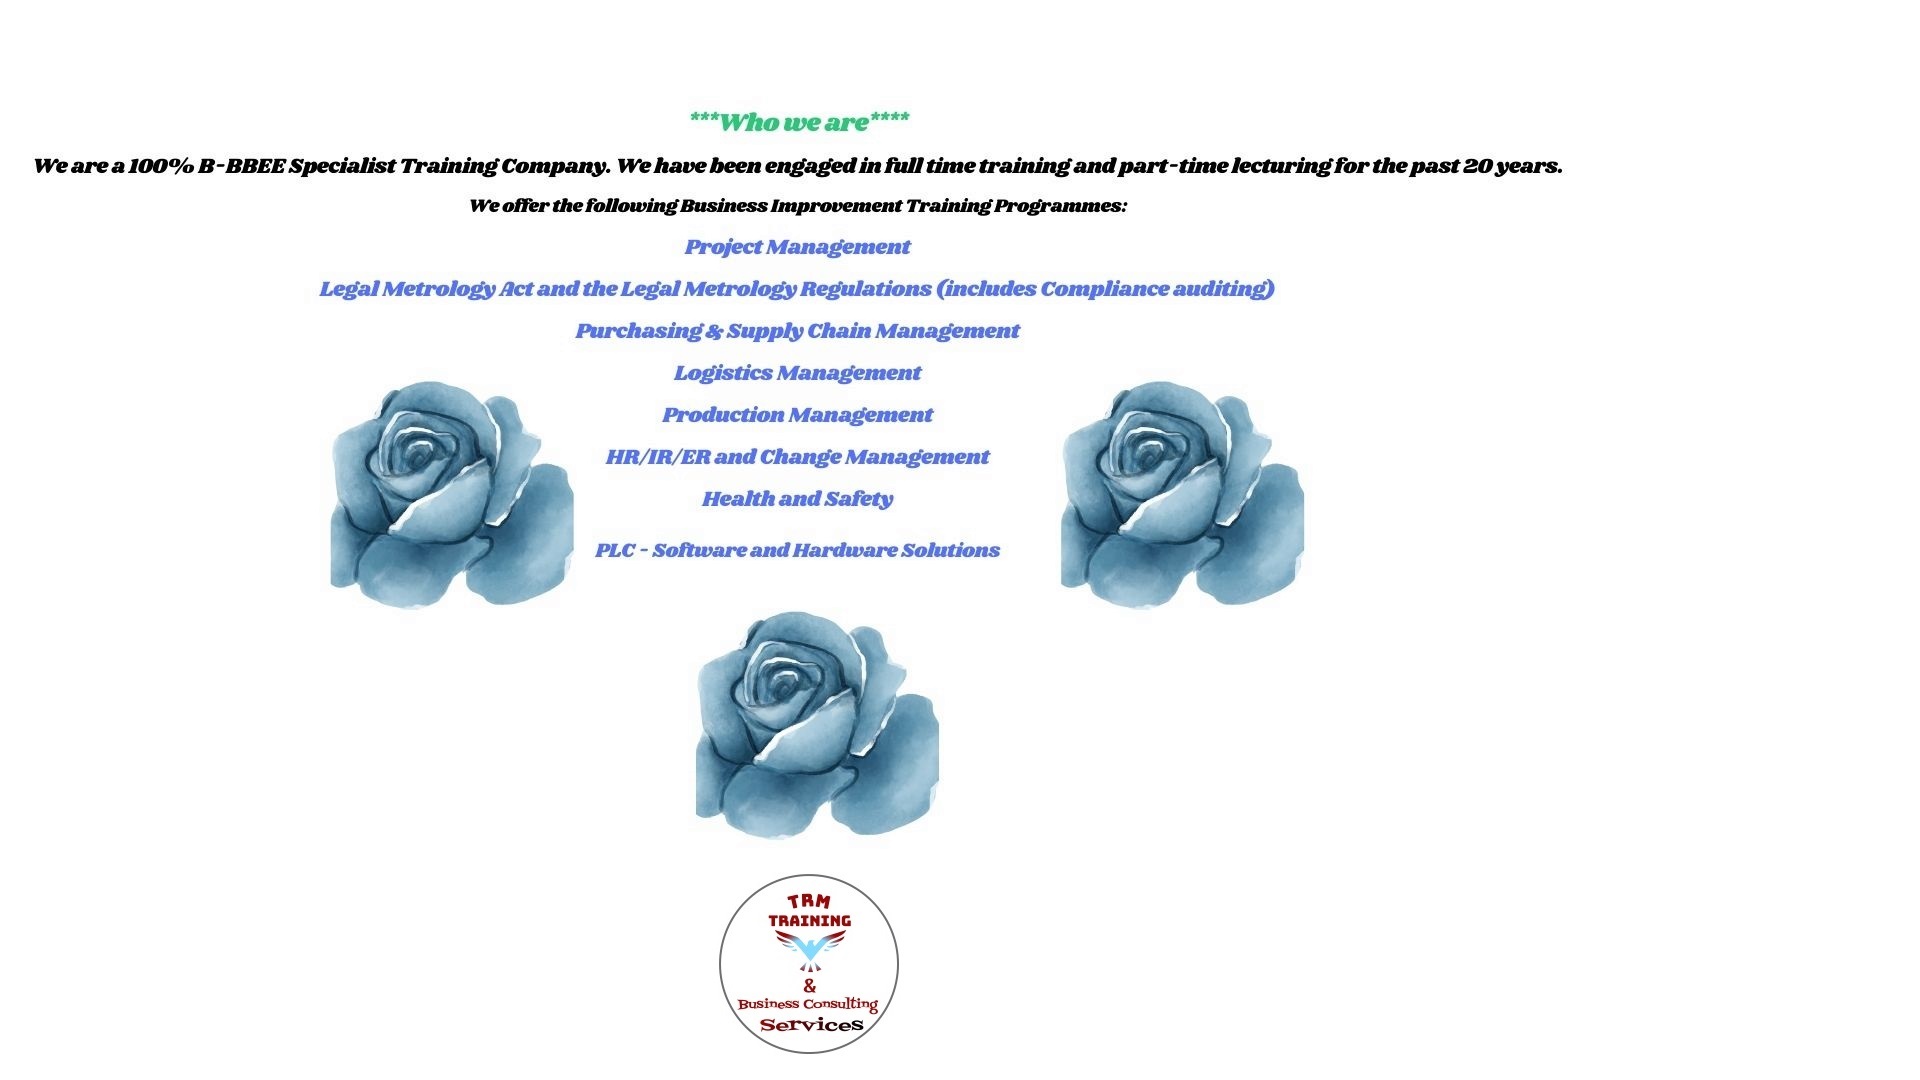 ***Who we are****
We are a 100% B-BBEE Specialist Training Company. We have been engaged in full time training and part-time lecturing for the past 20 years.
We offer the following Business Improvement Training Programmes:
Project Management
Legal Metrology Act and the Legal Metrology Regulations (includes Compliance auditing)
Purchasing & Supply Chain Management
Logistics Management
Production Management
HR/IR/ER and Change Management
Health and Safety
PLC - Software and Hardware Solutions
TRM
TRAINING
&
Business Consulting
Services